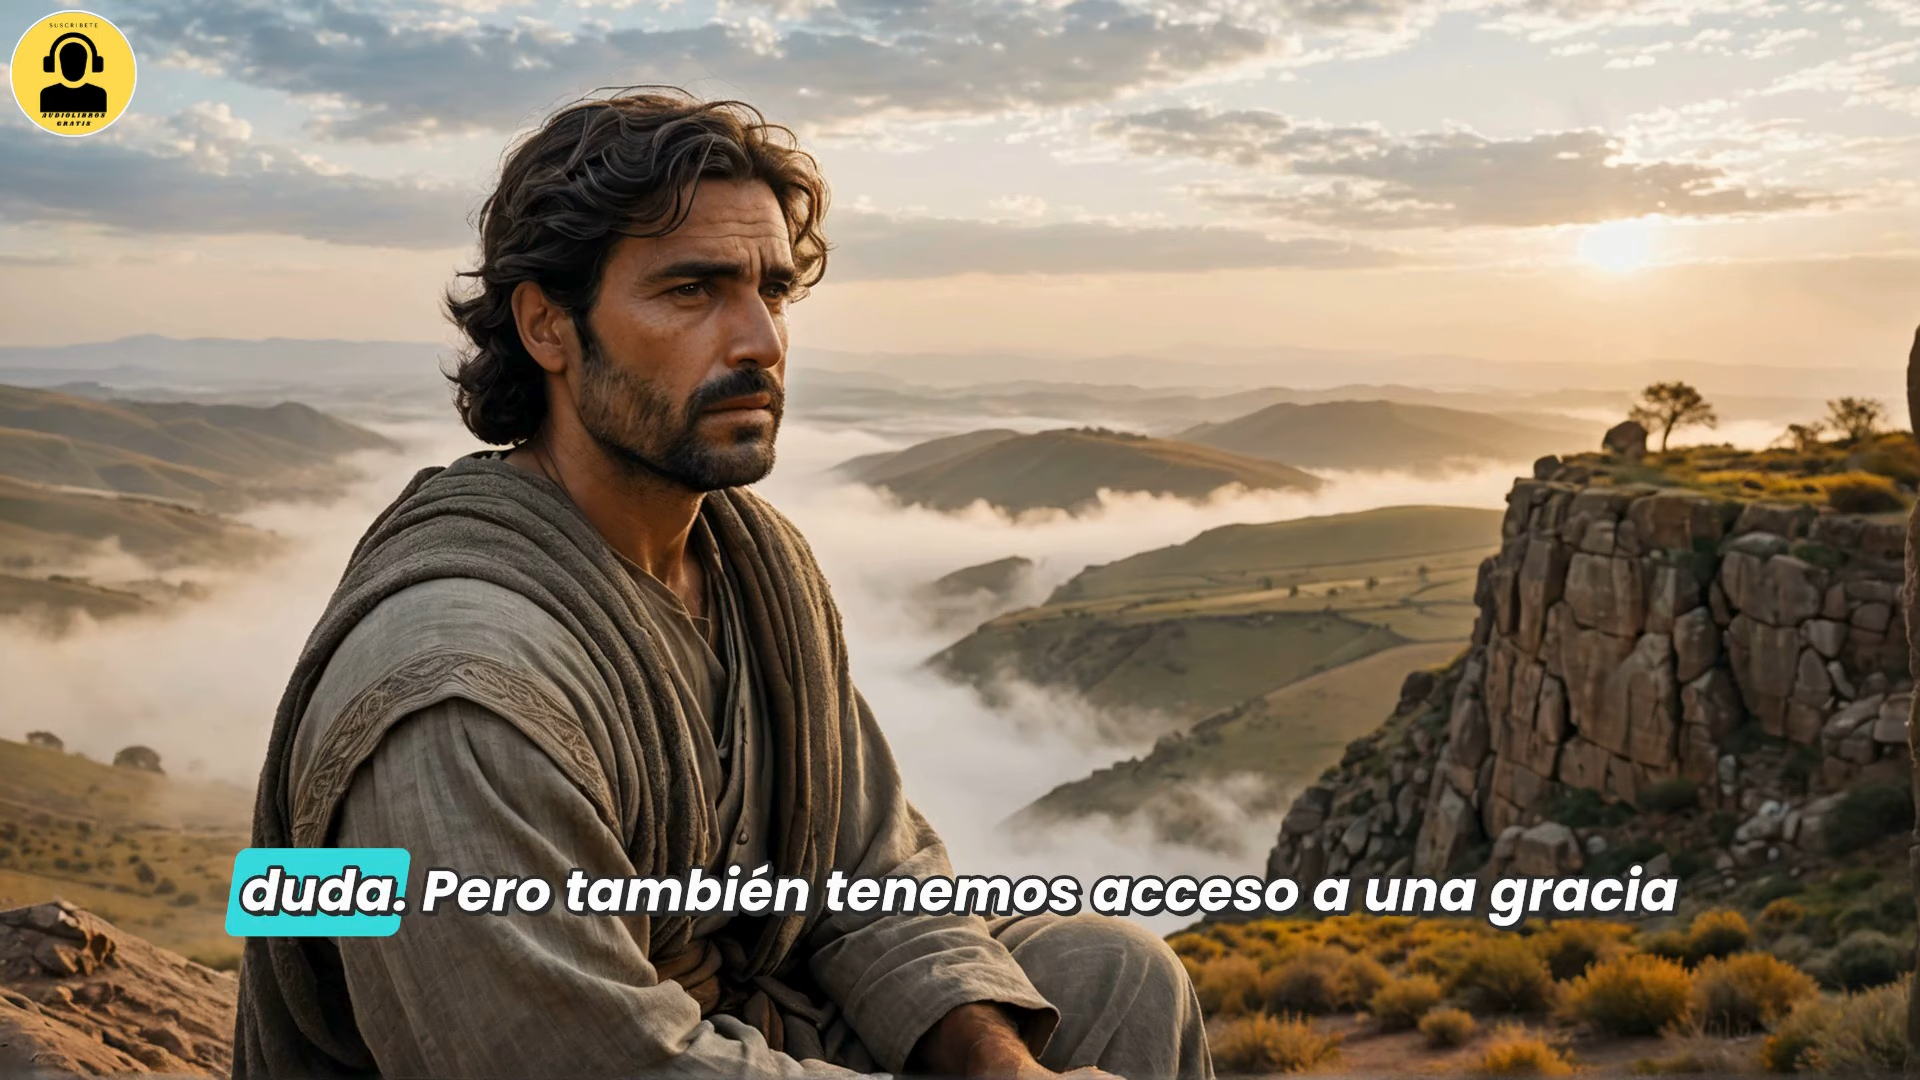 SUSCRIBETE
AUDIOLIBROS
GRATIS
duda. Pero también tenemos acceso a una gracia